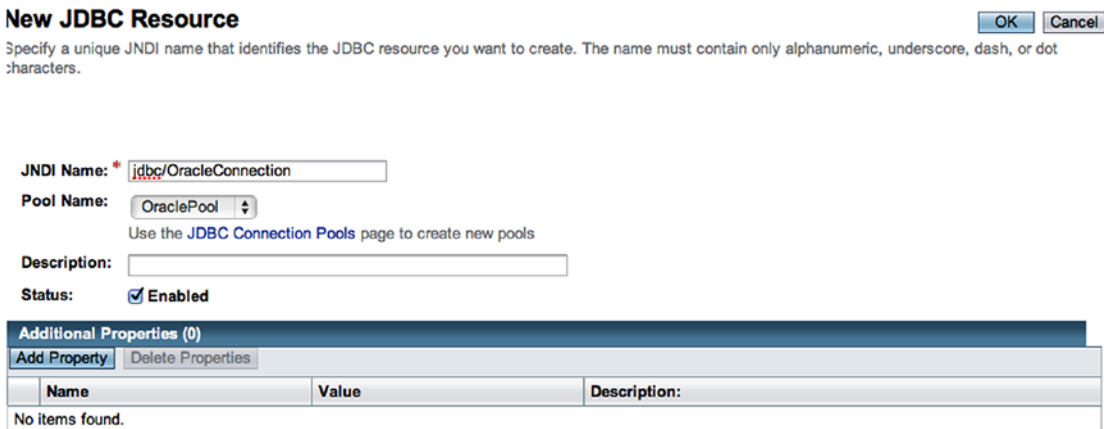 New JDBC Resource
OK Cancel
Specify a unique JNDI name that identifies the JDBC resource you want to create. The name must contain only alphanumeric, underscore, dash, or dot
characters.
JNDI Name: * jdbc/OracleConnection
Pool Name: OraclePool
Use the JDBC Connection Pools page to create new pools
Description:
Status: Enabled
Additional Properties (0)
Add Property Delete Properties
Name Value Description:
No items found.